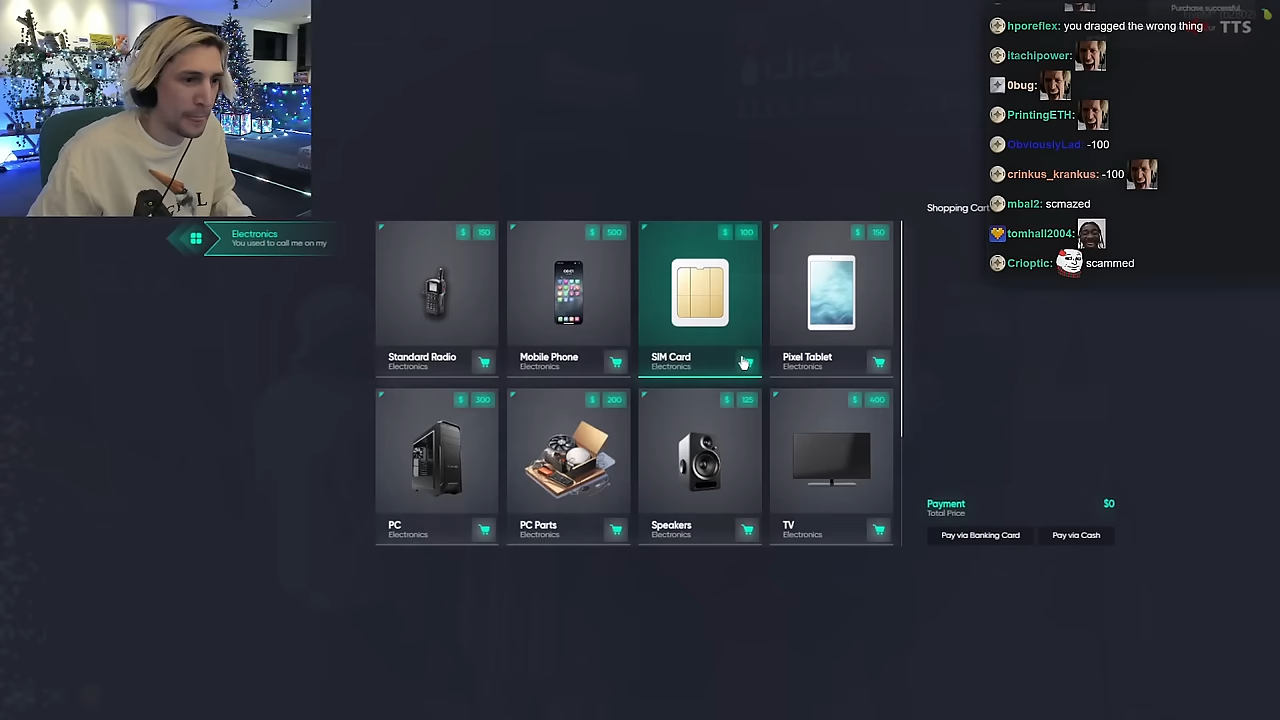 Purchase successful.
TTS
hporeflex: you dragged the wrong thing
itachipower:
0bug:
PrintingETH:
ObviouslyLad: -100
crinkus_krankus: -100
mbal2: scmazed
tomhall2004:
Crioptic: scammed
Electronics
You used to call me on my
Shopping Cart
$ 150
Standard Radio
Electronics
$ 500
Mobile Phone
Electronics
$ 100
SIM Card
Electronics
$ 150
Pixel Tablet
Electronics
$ 300
PC
Electronics
$ 200
PC Parts
Electronics
$ 125
Speakers
Electronics
$ 400
TV
Electronics
Payment $0
Total Price
Pay via Banking Card
Pay via Cash